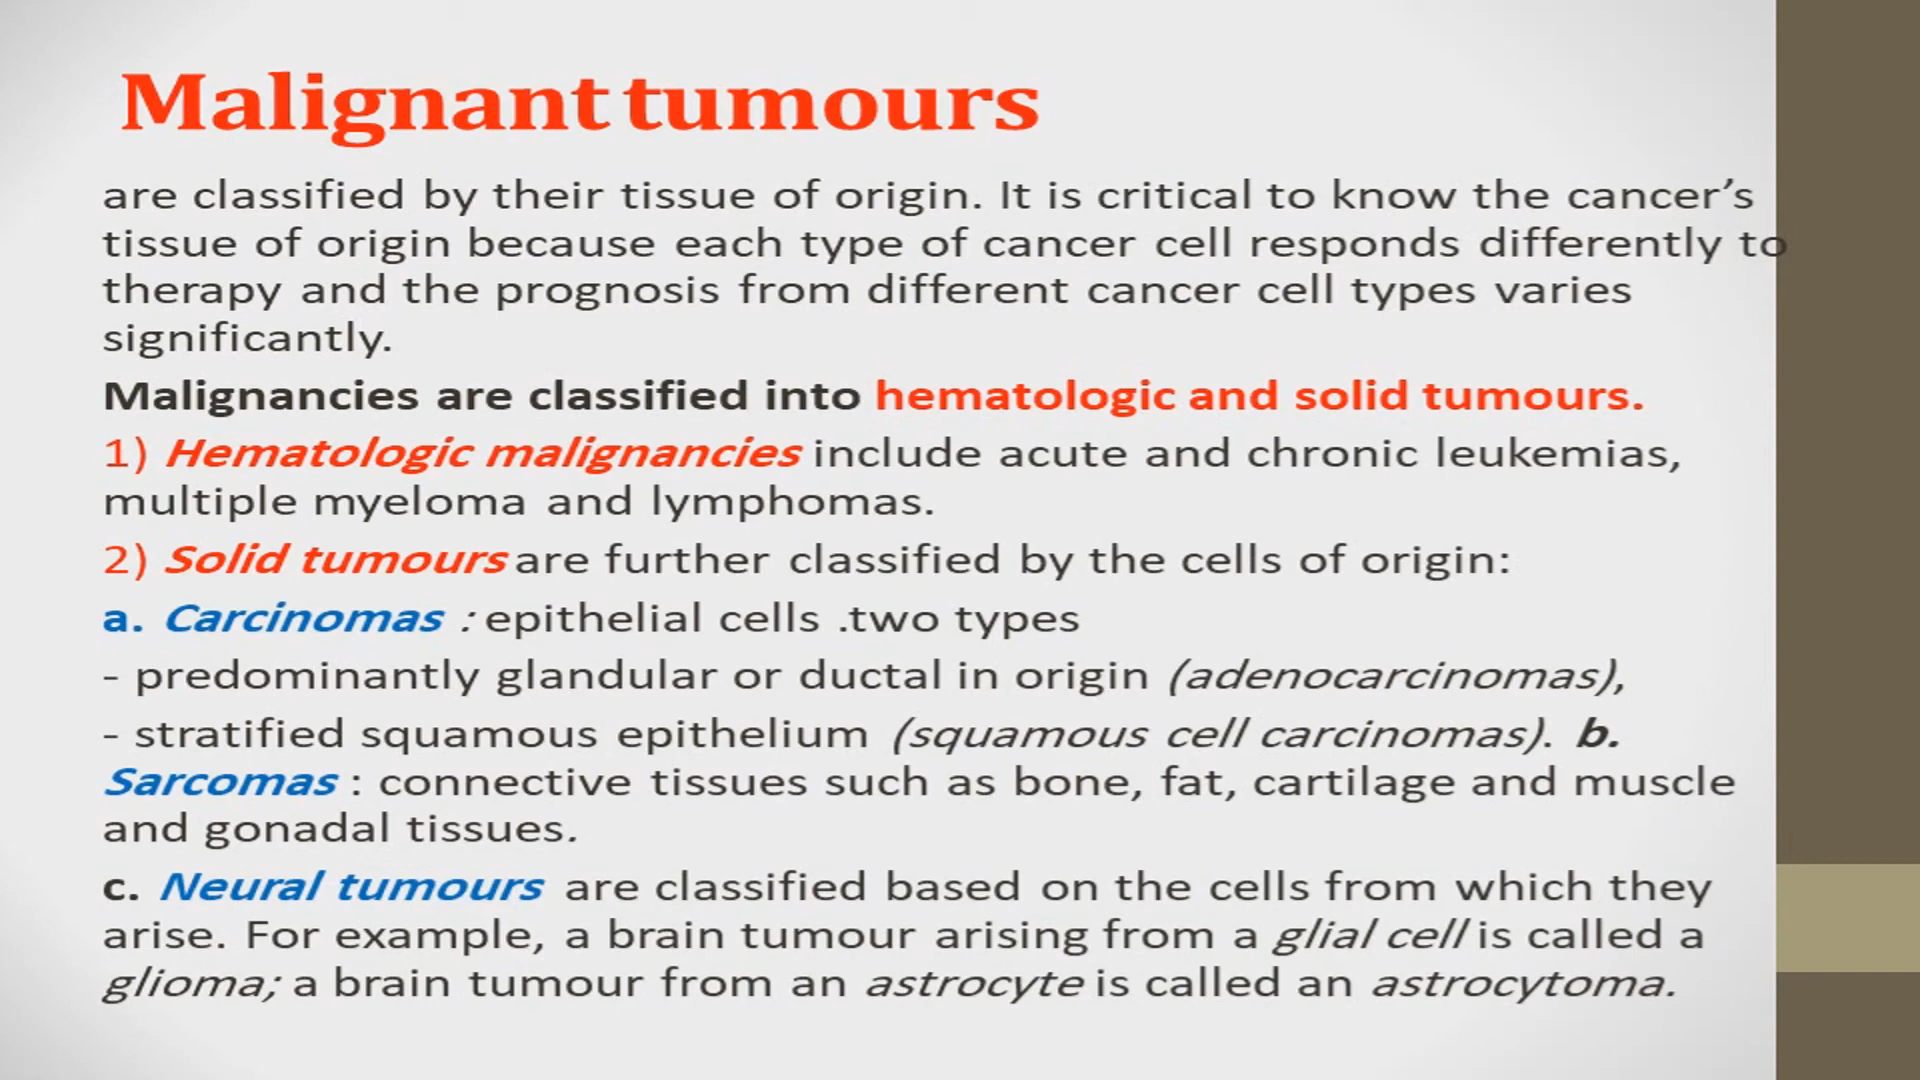 Malignant tumours
are classified by their tissue of origin. It is critical to know the cancer’s
tissue of origin because each type of cancer cell responds differently to
therapy and the prognosis from different cancer cell types varies
significantly.
Malignancies are classified into hematologic and solid tumours.
1) Hematologic malignancies include acute and chronic leukemias,
multiple myeloma and lymphomas.
2) Solid tumours are further classified by the cells of origin:
a. Carcinomas : epithelial cells .two types
- predominantly glandular or ductal in origin (adenocarcinomas),
- stratified squamous epithelium (squamous cell carcinomas). b.
Sarcomas : connective tissues such as bone, fat, cartilage and muscle
and gonadal tissues.
c. Neural tumours are classified based on the cells from which they
arise. For example, a brain tumour arising from a glial cell is called a
glioma; a brain tumour from an astrocyte is called an astrocytoma.